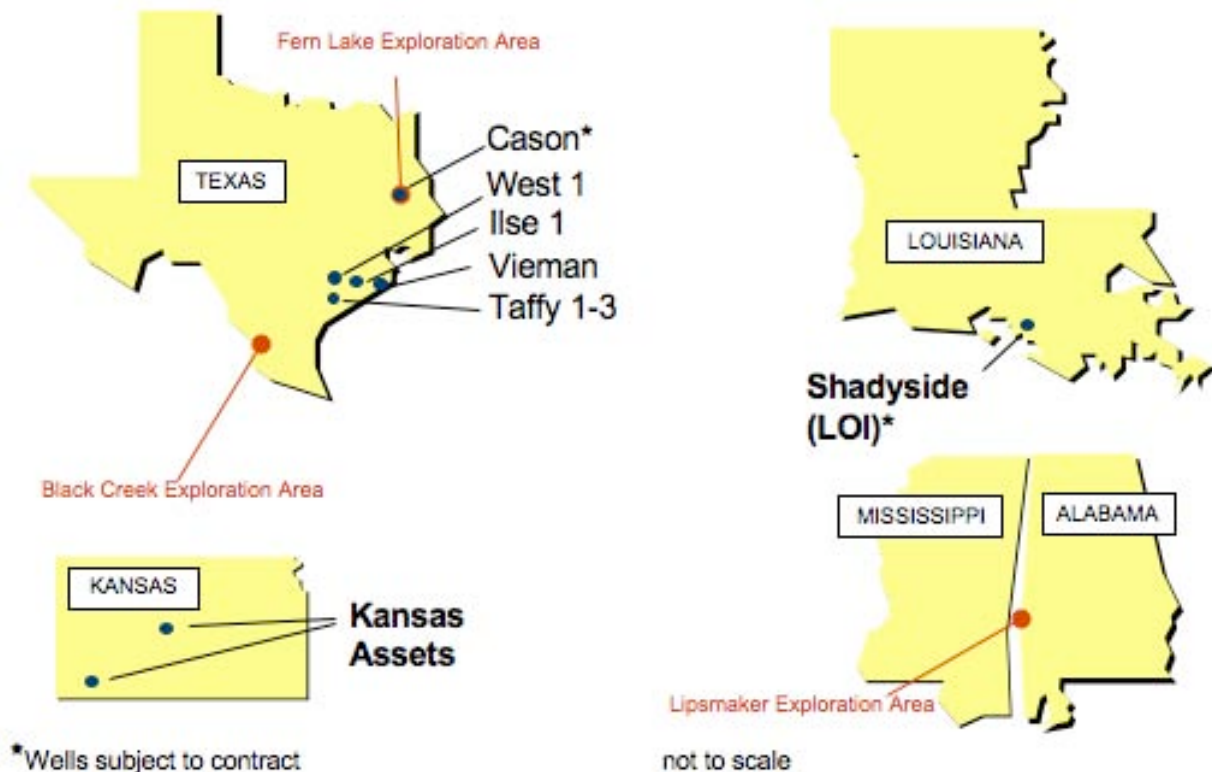 Fern Lake Exploration Area
Cason*
West 1
TEXAS
Ilse 1
Vieman
Taffy 1-3
Black Creek Exploration Area
LOUISIANA
Shadyside
(LOI)*
KANSAS
Kansas
Assets
MISSISSIPPI
ALABAMA
Lipsmaker Exploration Area
*Wells subject to contract
not to scale